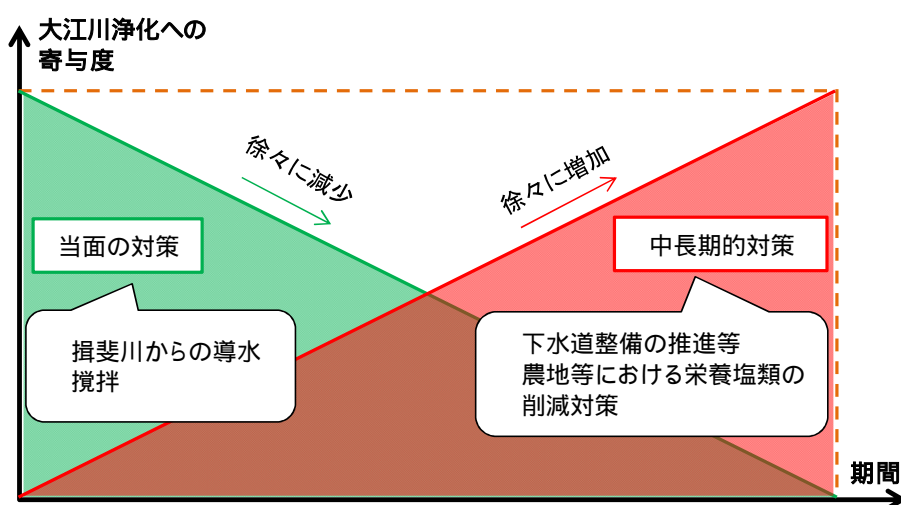 大江川浄化への
寄与度
徐々に減少
徐々に増加
当面の対策
中長期的対策
揖斐川からの導水
撹拌
下水道整備の推進等
農地等における栄養塩類の
削減対策
期間